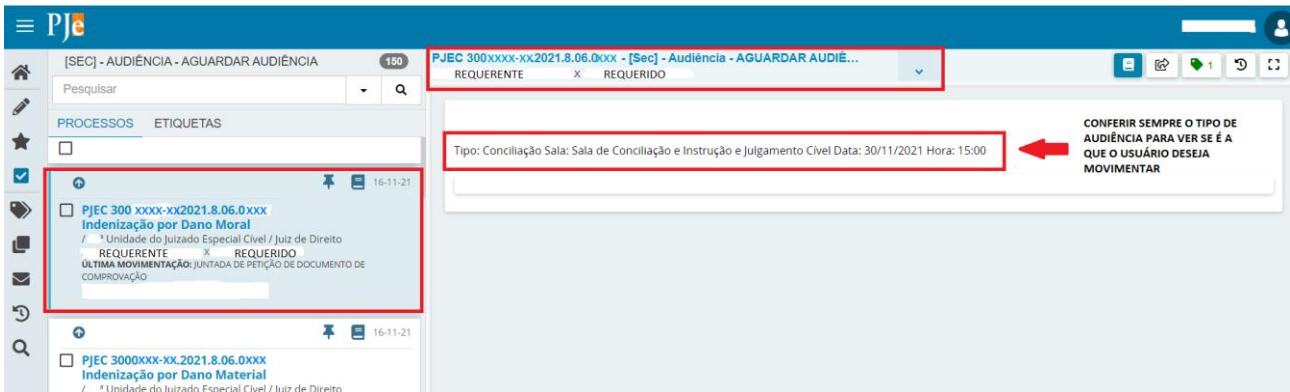 PJe
[SEC] - AUDIÊNCIA - AGUARDAR AUDIÊNCIA 150
Pesquisar
PROCESSOS ETIQUETAS
16-11-21
PJEC 300 XXXX-XX2021.8.06.0XXX
Indenização por Dano Moral
/ ª Unidade do Juizado Especial Cível / Juiz de Direito
REQUERENTE X REQUERIDO
ÚLTIMA MOVIMENTAÇÃO: JUNTADA DE PETIÇÃO DE DOCUMENTO DE
COMPROVAÇÃO
16-11-21
PJEC 3000XXX-XX.2021.8.06.0XXX
Indenização por Dano Material
/ ª Unidade do Juizado Especial Cível / Juiz de Direito
PJEC 300XXXX-XX2021.8.06.0XXX - [Sec] - Audiência - AGUARDAR AUDIÊ...
REQUERENTE X REQUERIDO
1
Tipo: Conciliação Sala: Sala de Conciliação e Instrução e Julgamento Cível Data: 30/11/2021 Hora: 15:00
CONFERIR SEMPRE O TIPO DE
AUDIÊNCIA PARA VER SE É A
QUE O USUÁRIO DESEJA
MOVIMENTAR